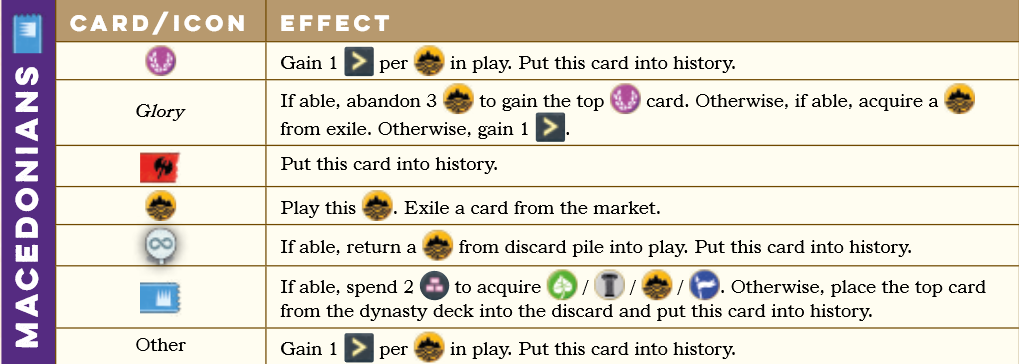 MACEDONIANS
CARD/ICON EFFECT
Gain 1 > per in play. Put this card into history.
Glory If able, abandon 3 to gain the top card. Otherwise, if able, acquire a
from exile. Otherwise, gain 1 >.
Put this card into history.
Play this . Exile a card from the market.
If able, return a from discard pile into play. Put this card into history.
If able, spend 2 to acquire / / / . Otherwise, place the top card
from the dynasty deck into the discard and put this card into history.
Other Gain 1 > per in play. Put this card into history.